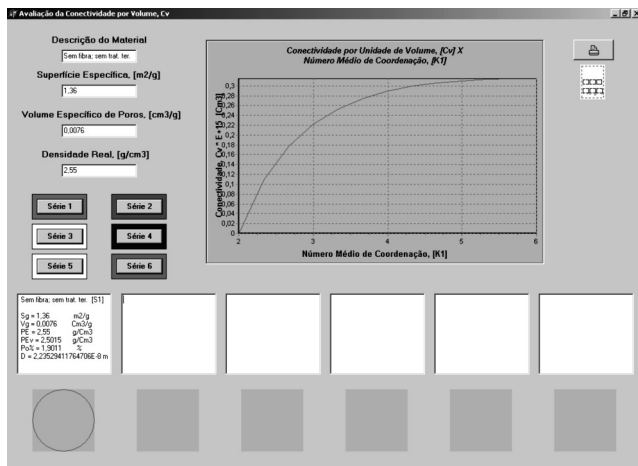 Avaliação da Conectividade por Volume, Cv
Descrição do Material
Sem fibra; sem trat. ter.
Superfície Específica, [m2/g]
1,36
Volume Específico de Poros, [cm3/g]
0,0076
Densidade Real, [g/cm3]
2,55
Série 1
Série 2
Série 3
Série 4
Série 5
Série 6
Conectividade por Unidade de Volume, [Cv] X
Número Médio de Coordenação, [K1]
Conectividade, Cv * E+15 [Cm3]
0,3
0,28
0,26
0,24
0,22
0,2
0,18
0,16
0,14
0,12
0,1
0,08
0,06
0,04
0,02
0
2 3 4 5 6
Número Médio de Coordenação, [K1]
Sem fibra; sem trat. ter. [S1]
Sg = 1,36 m2/g
Vg = 0,0076 Cm3/g
PE = 2,55 g/Cm3
PEv = 2,5015 g/Cm3
Po% = 1,9011 %
D = 2,23529411764706E-8 m